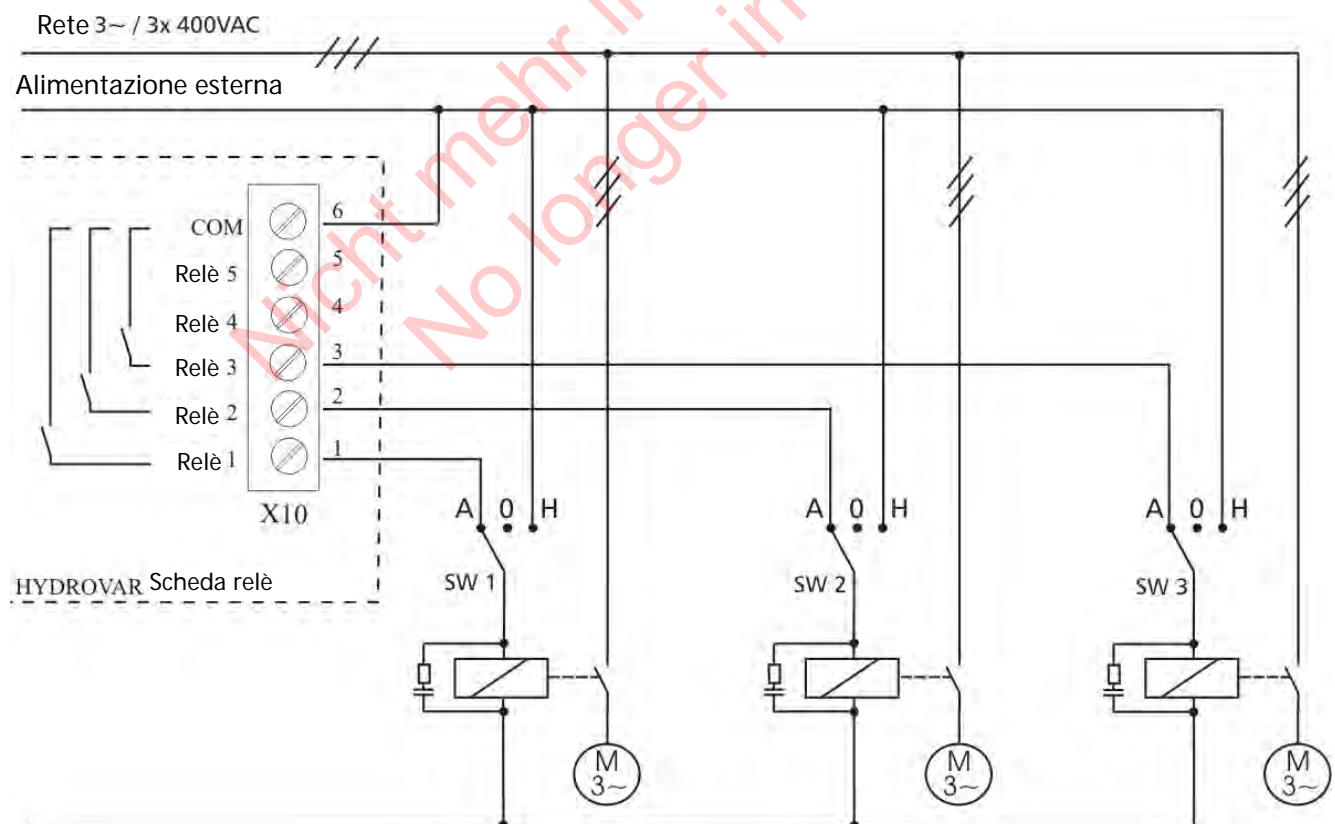 Rete 3~ / 3x 400VAC
Alimentazione esterna
COM 6
Relè 5 5
Relè 4 4
Relè 3 3
Relè 2 2
Relè 1 1
X10
HYDROVAR Scheda relè
A 0 H
A 0 H
A 0 H
SW 1
SW 2
SW 3
M
3~
M
3~
M
3~
Nicht mehr
No longer in